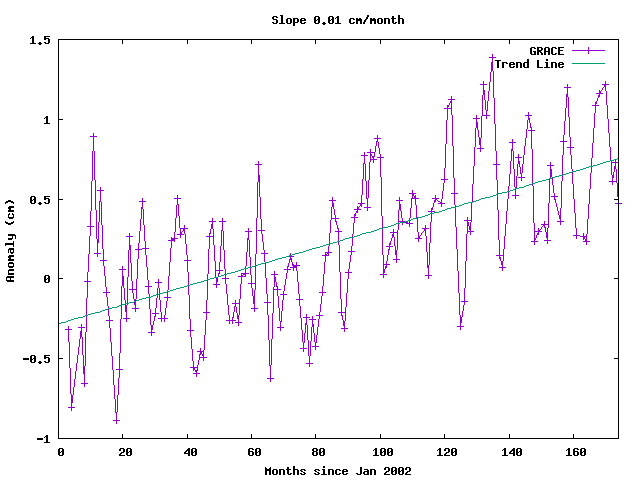 Slope 0.01 cm/month
1.5
GRACE
Trend Line
1
0.5
0
-0.5
-1
Anomaly (cm)
0 20 40 60 80 100 120 140 160
Months since Jan 2002